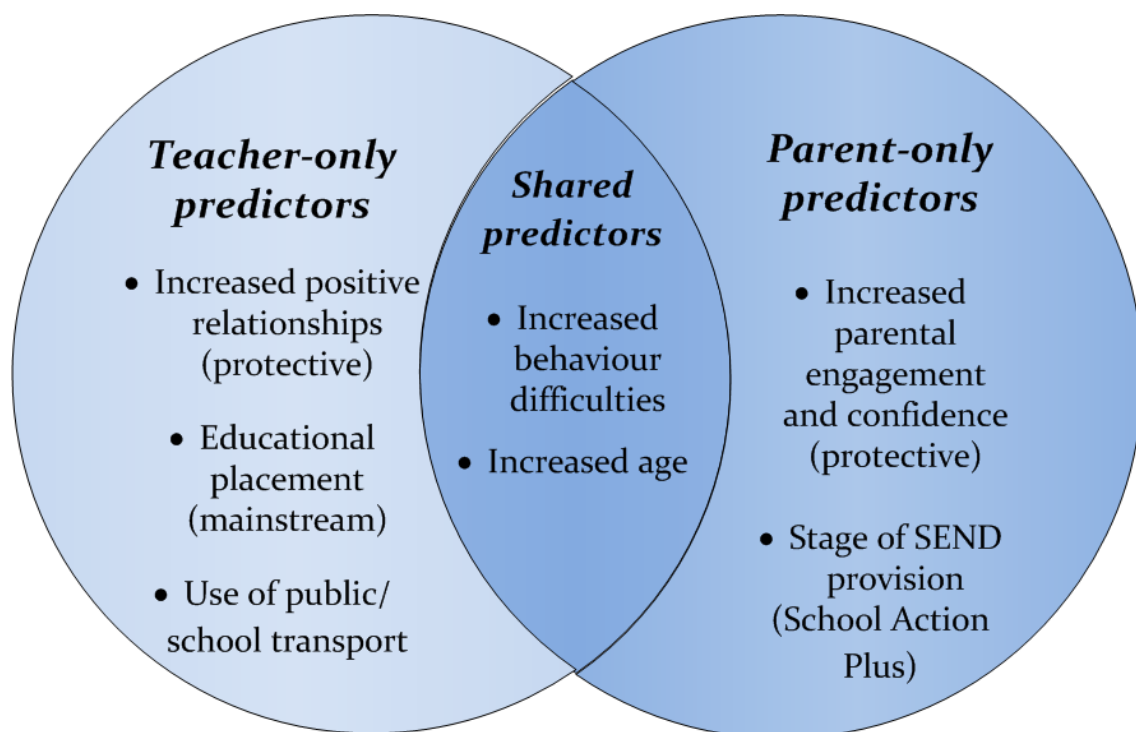 Teacher-only
predictors
• Increased positive
relationships
(protective)
• Educational
placement
(mainstream)
• Use of public/
school transport
Shared
predictors
• Increased
behaviour
difficulties
• Increased age
Parent-only
predictors
• Increased
parental
engagement
and confidence
(protective)
• Stage of SEND
provision
(School Action
Plus)